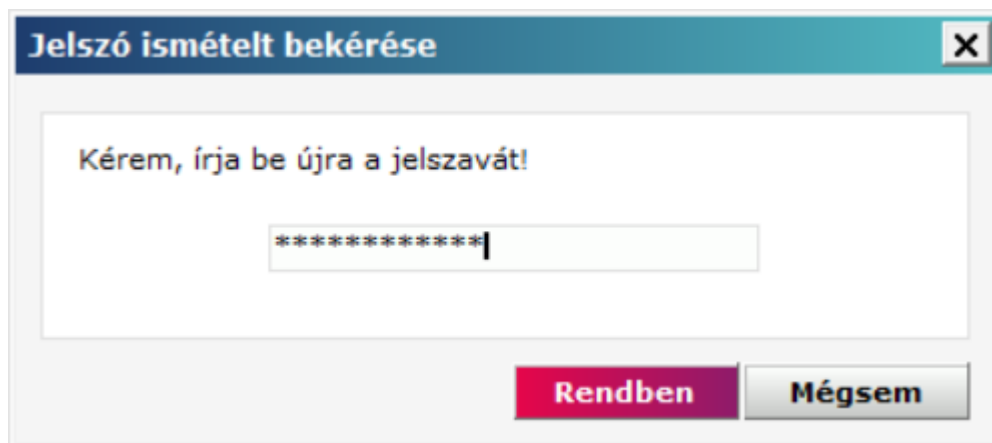 Jelszó ismételt bekérése
Kérem, írja be újra a jelszavát!
************
Rendben Mégsem